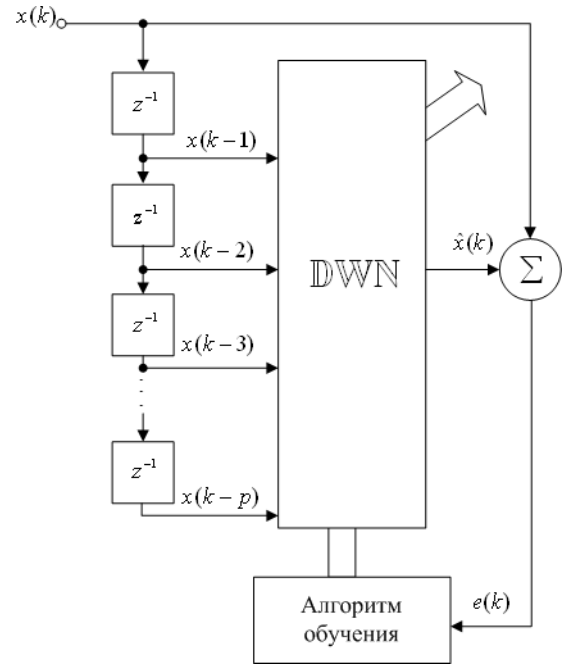 x(k)
z⁻¹
x(k−1)
z⁻¹
x(k−2)
z⁻¹
x(k−3)
z⁻¹
x(k−p)
𝔻𝕎ℕ
x̂(k)
Σ
e(k)
Алгоритм
обучения